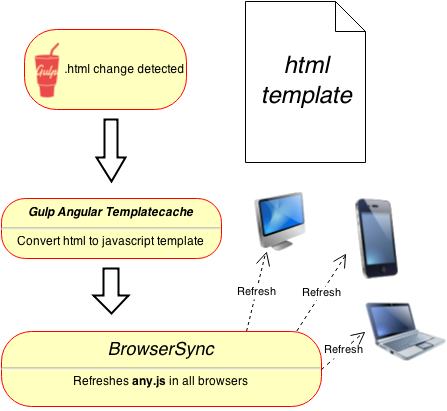 Gulp
.html change detected
html
template
Gulp Angular Templatecache
Convert html to javascript template
Refresh
Refresh
Refresh
BrowserSync
Refreshes any.js in all browsers